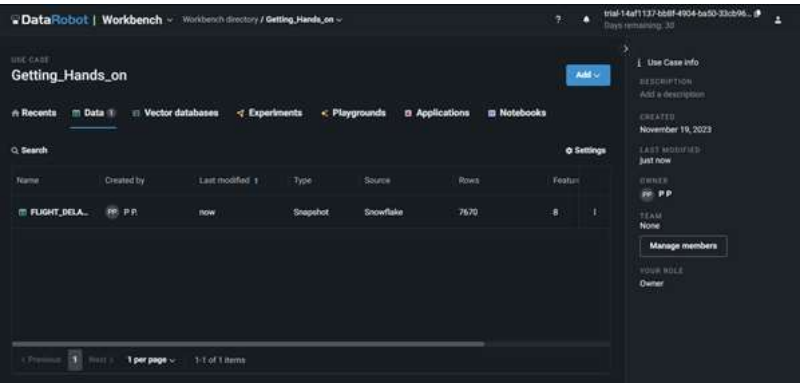 DataRobot | Workbench Workbench directory / Getting_Hands_on
? trial-14af1137-bb8f-4904-ba50-33cb96...
Days remaining: 30
USE CASE
Getting_Hands_on
Add
Recents Data 1 Vector databases Experiments Playgrounds Applications Notebooks
Search Settings
Name Created by Last modified Type Source Rows Featur
FLIGHT_DELA... PP P P. now Snapshot Snowflake 7670 8
< Previous 1 Next > 1 per page 1-1 of 1 items
Use Case info
DESCRIPTION
Add a description
CREATED
November 19, 2023
LAST MODIFIED
just now
OWNER
PP P P
TEAM
None
Manage members
YOUR ROLE
Owner